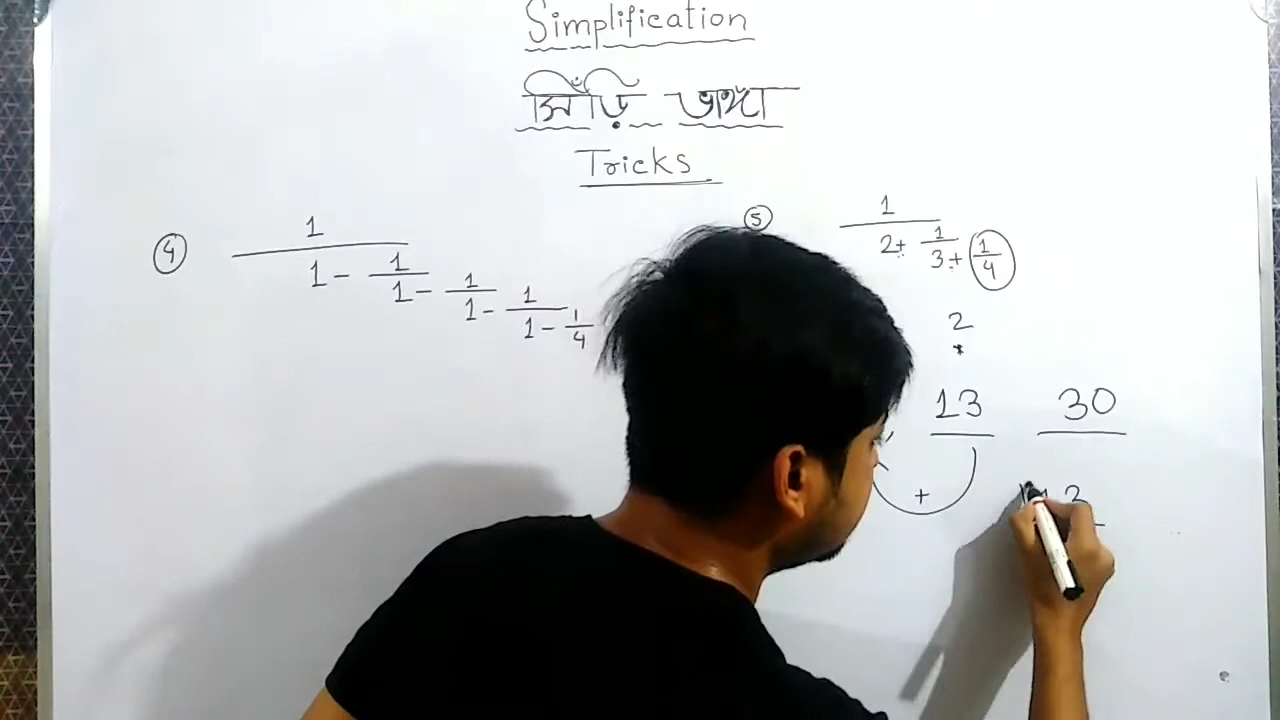 Simplification
সিঁড়ি ভাঙ্গা
Tricks
④ 1
1 - 1
1 - 1
1 - 1
1 - 1
4
⑤ 1
2 + 1
3 + 1
4
2
13 30
+